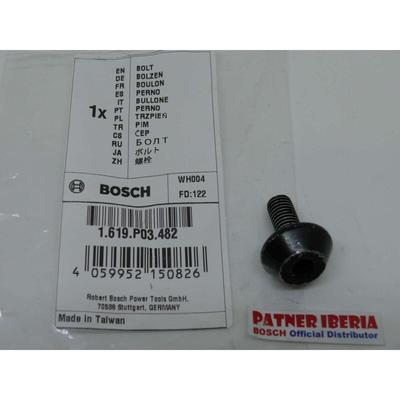 1x
EN BOLT
DE BOLZEN
FR BOULON
ES PERNO
IT BULLONE
PT PERNO
PL TRZPIEŃ
TR PIM
CS ČEP
RU БОЛТ
JA ボルト
ZH 螺栓
BOSCH
WH004
FD:122
1.619.P03.482
4 059952 150826
Robert Bosch Power Tools GmbH.
70538 Stuttgart, GERMANY
Made in Taiwan
PATNER IBERIA
BOSCH Official Distributor